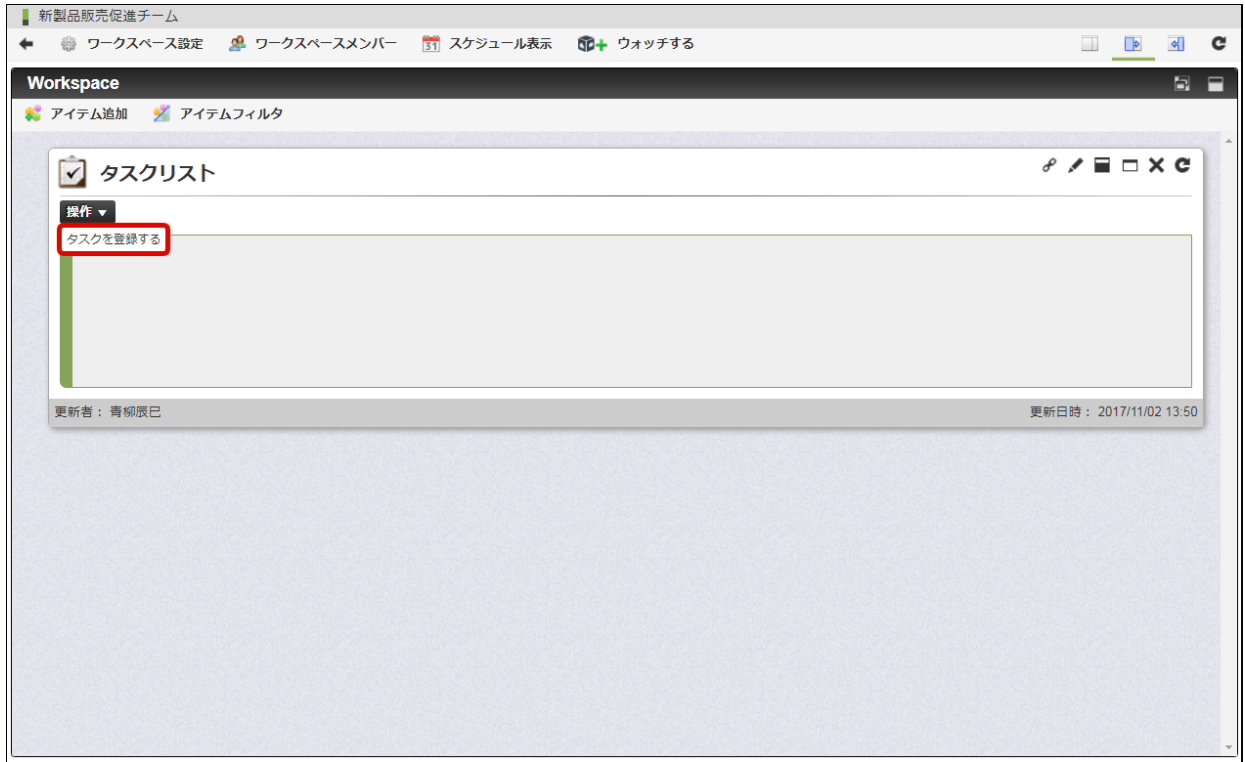 新製品販売促進チーム
ワークスペース設定 ワークスペースメンバー 31 スケジュール表示 ウォッチする
Workspace
アイテム追加 アイテムフィルタ
タスクリスト
操作 ▼
タスクを登録する
更新者： 青柳辰巳 更新日時： 2017/11/02 13:50